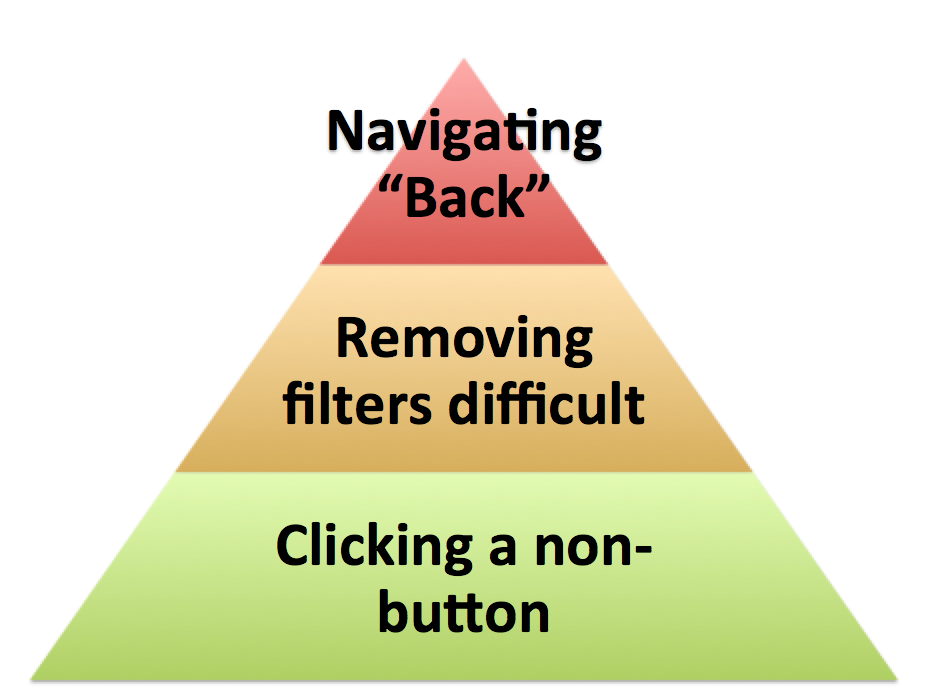 Navigating
“Back”
Removing
filters difficult
Clicking a non-
button